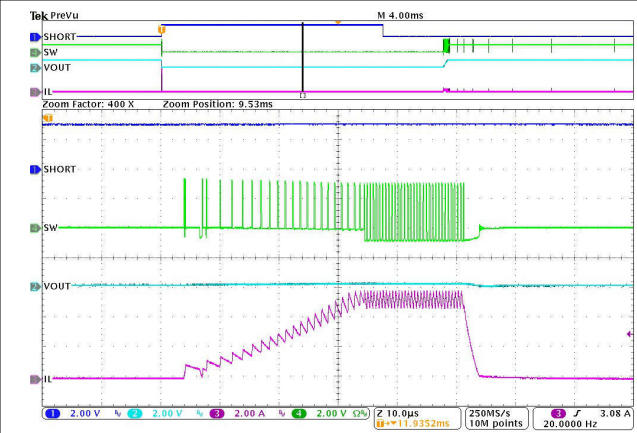 Tek PreVu M 4.00ms
SHORT
SW
VOUT
IL
Zoom Factor: 400 X Zoom Position: 9.53ms
SHORT
SW
VOUT
IL
1 2.00 V 2 2.00 V 3 2.00 A 4 2.00 V Ω Z 10.0µs 250MS/s 3 3.08 A
T 11.9352ms 10M points 20.0000 Hz